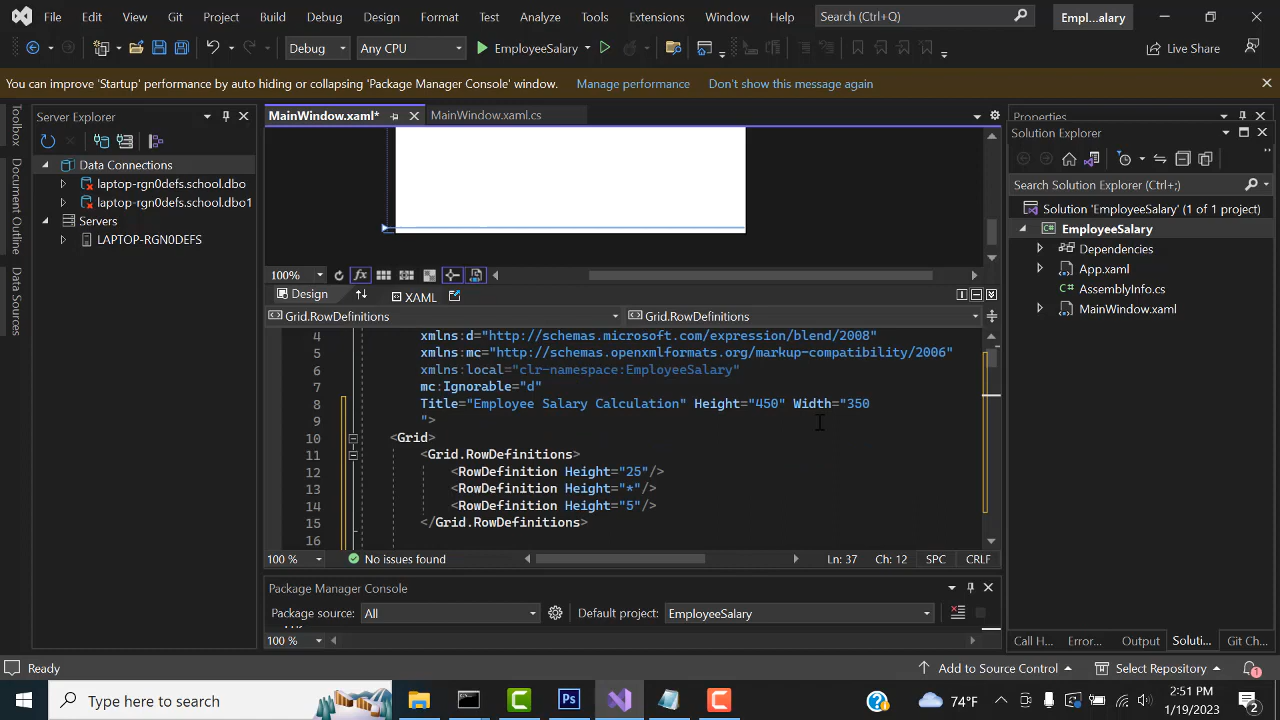 File Edit View Git Project Build Debug Design Format Test Analyze Tools Extensions Window Help Search (Ctrl+Q) Empl...alary
Debug Any CPU EmployeeSalary Live Share
You can improve 'Startup' performance by auto hiding or collapsing 'Package Manager Console' window. Manage performance Don't show this message again
Toolbox
Document Outline
Data Sources
Server Explorer
Data Connections
laptop-rgn0defs.school.dbo
laptop-rgn0defs.school.dbo1
Servers
LAPTOP-RGN0DEFS
MainWindow.xaml* MainWindow.xaml.cs
100%
Design XAML
Grid.RowDefinitions Grid.RowDefinitions
4 xmlns:d="http://schemas.microsoft.com/expression/blend/2008"
5 xmlns:mc="http://schemas.openxmlformats.org/markup-compatibility/2006"
6 xmlns:local="clr-namespace:EmployeeSalary"
7 mc:Ignorable="d"
8 Title="Employee Salary Calculation" Height="450" Width="350
9 ">
10 <Grid>
11 <Grid.RowDefinitions>
12 <RowDefinition Height="25"/>
13 <RowDefinition Height="*"/>
14 <RowDefinition Height="5"/>
15 </Grid.RowDefinitions>
16
100 % No issues found Ln: 37 Ch: 12 SPC CRLF
Package Manager Console
Package source: All Default project: EmployeeSalary
100 %
Properties
Solution Explorer
Search Solution Explorer (Ctrl+;)
Solution 'EmployeeSalary' (1 of 1 project)
EmployeeSalary
Dependencies
App.xaml
AssemblyInfo.cs
MainWindow.xaml
Call H... Error... Output Soluti... Git Ch...
Ready Add to Source Control Select Repository 1
Type here to search Ps 74°F 1/19/2023 2